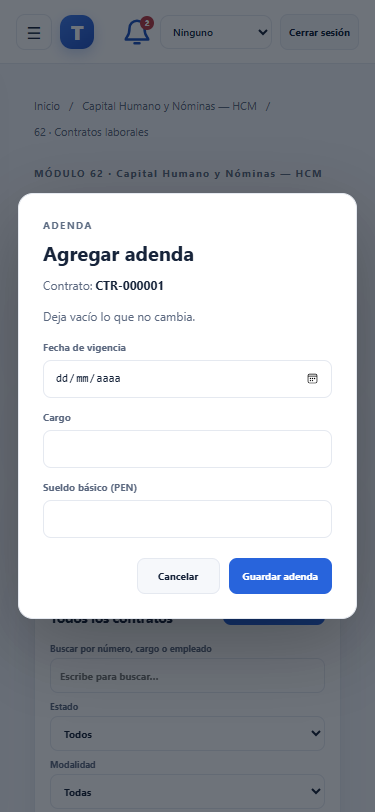 ☰ T 2 Ninguno Cerrar sesión
Inicio / Capital Humano y Nóminas — HCM /
62 · Contratos laborales
MÓDULO 62 · Capital Humano y Nóminas — HCM
ADENDA
Agregar adenda
Contrato: CTR-000001
Deja vacío lo que no cambia.
Fecha de vigencia
dd/mm/aaaa
Cargo
Sueldo básico (PEN)
Cancelar Guardar adenda
Todos los contratos
Buscar por número, cargo o empleado
Escribe para buscar...
Estado
Todos
Modalidad
Todas